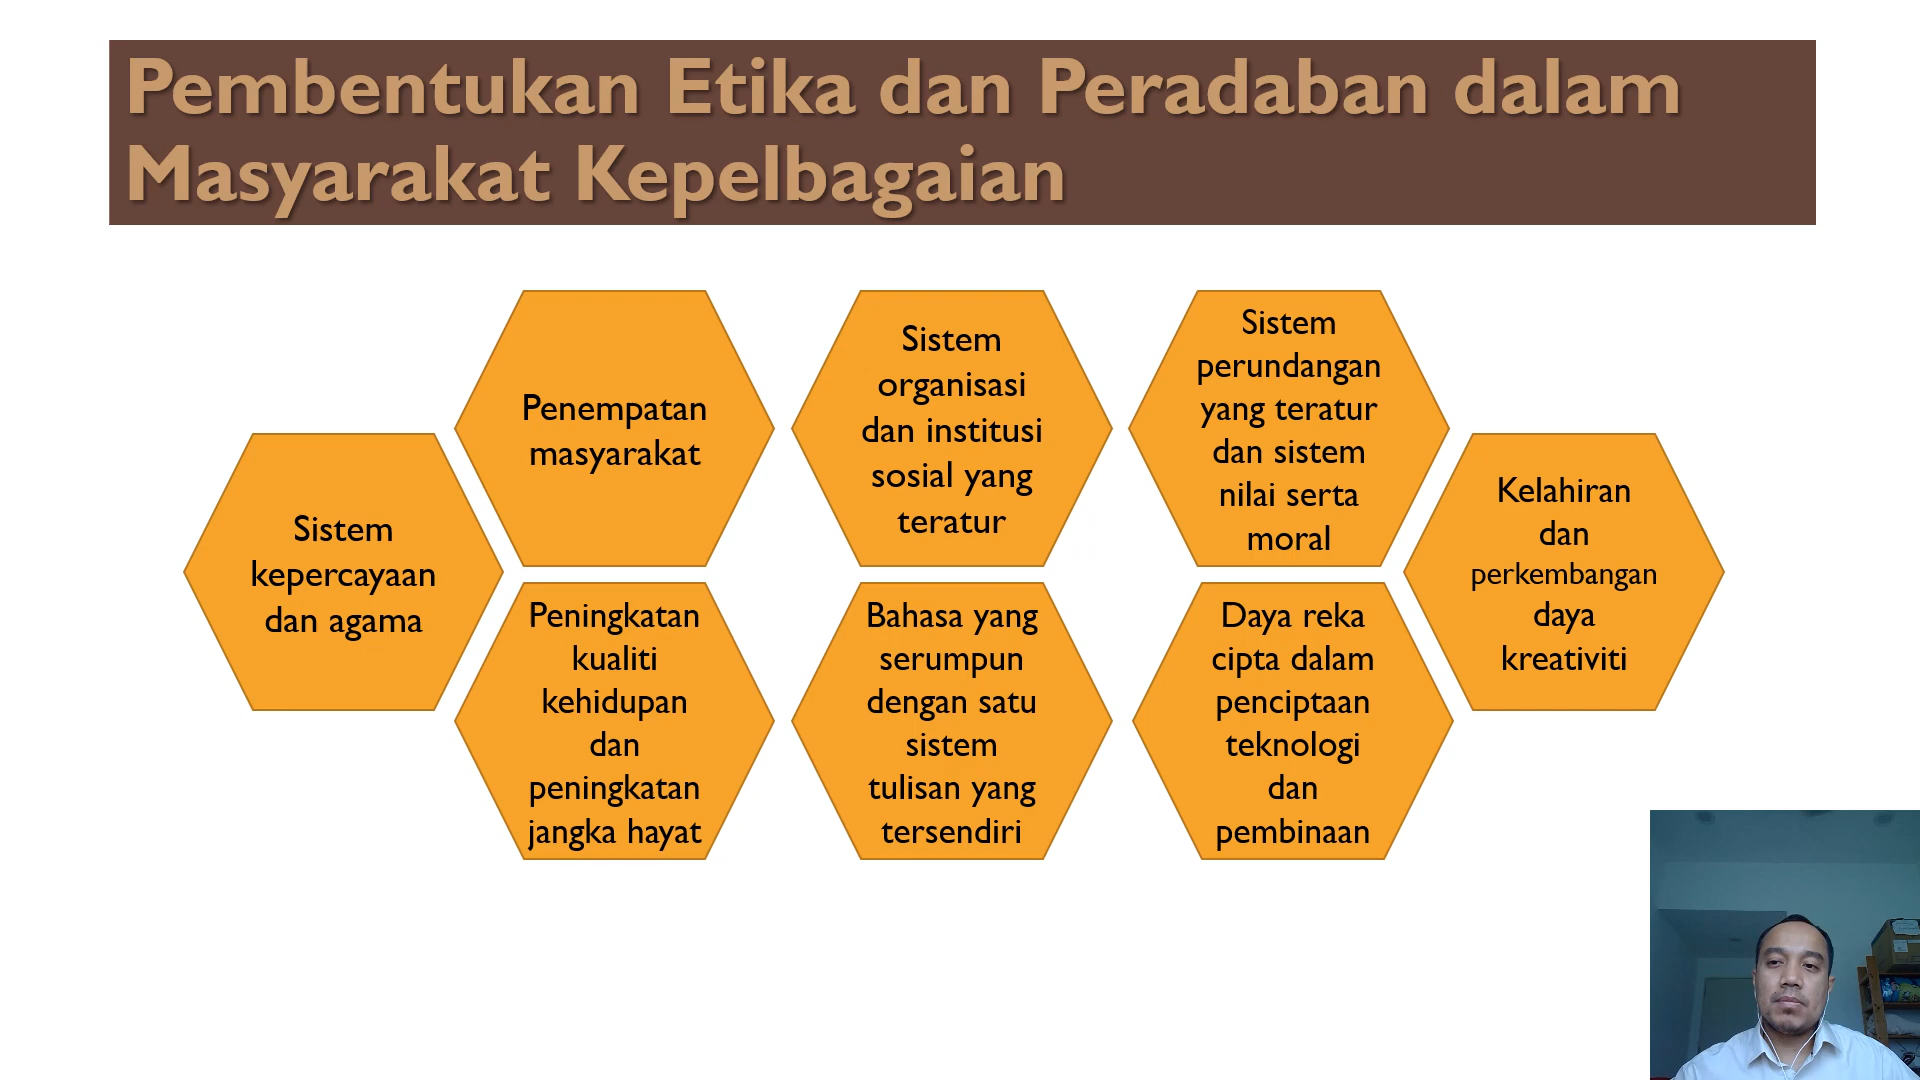 Pembentukan Etika dan Peradaban dalam
Masyarakat Kepelbagaian
Sistem
kepercayaan
dan agama
Penempatan
masyarakat
Sistem
organisasi
dan institusi
sosial yang
teratur
Sistem
perundangan
yang teratur
dan sistem
nilai serta
moral
Kelahiran
dan
perkembangan
daya
kreativiti
Peningkatan
kualiti
kehidupan
dan
peningkatan
jangka hayat
Bahasa yang
serumpun
dengan satu
sistem
tulisan yang
tersendiri
Daya reka
cipta dalam
penciptaan
teknologi
dan
pembinaan